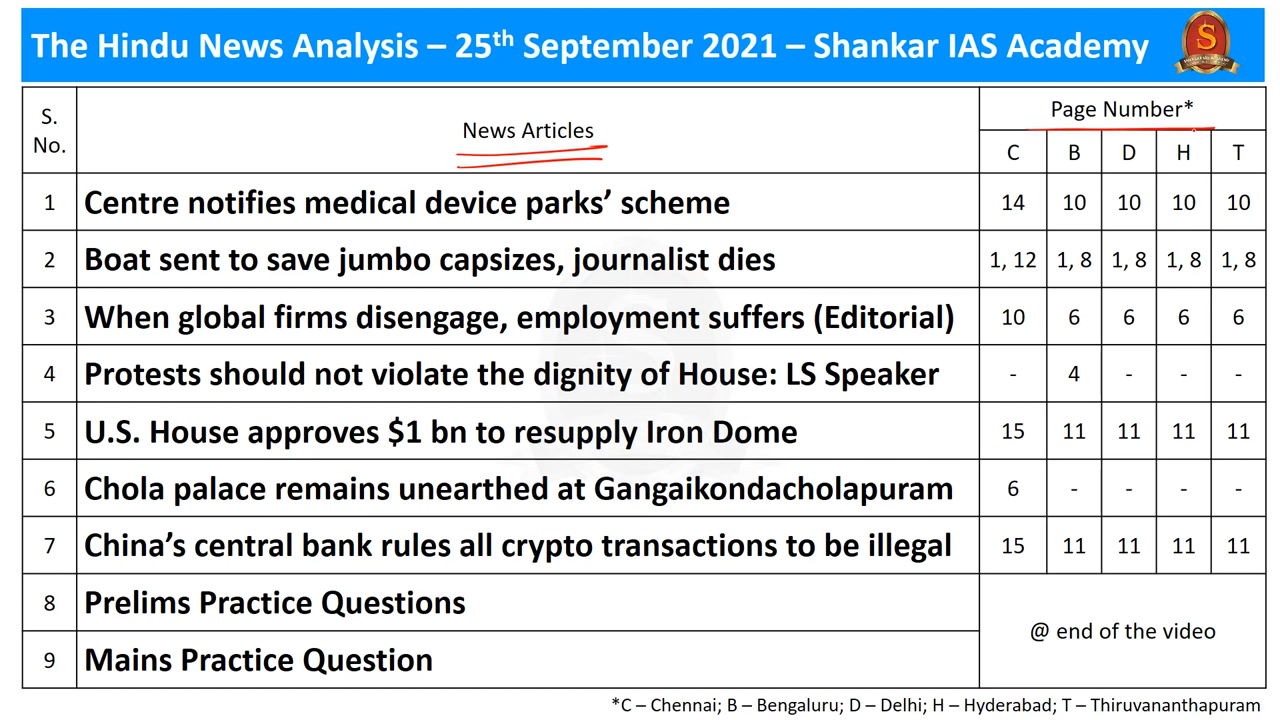 The Hindu News Analysis – 25th September 2021 – Shankar IAS Academy
S
S. No. News Articles Page Number*
C B D H T
1 Centre notifies medical device parks’ scheme 14 10 10 10 10
2 Boat sent to save jumbo capsizes, journalist dies 1, 12 1, 8 1, 8 1, 8 1, 8
3 When global firms disengage, employment suffers (Editorial) 10 6 6 6 6
4 Protests should not violate the dignity of House: LS Speaker - 4 - - -
5 U.S. House approves $1 bn to resupply Iron Dome 15 11 11 11 11
6 Chola palace remains unearthed at Gangaikondacholapuram 6 - - - -
7 China’s central bank rules all crypto transactions to be illegal 15 11 11 11 11
8 Prelims Practice Questions
@ end of the video
9 Mains Practice Question
*C – Chennai; B – Bengaluru; D – Delhi; H – Hyderabad; T – Thiruvananthapuram